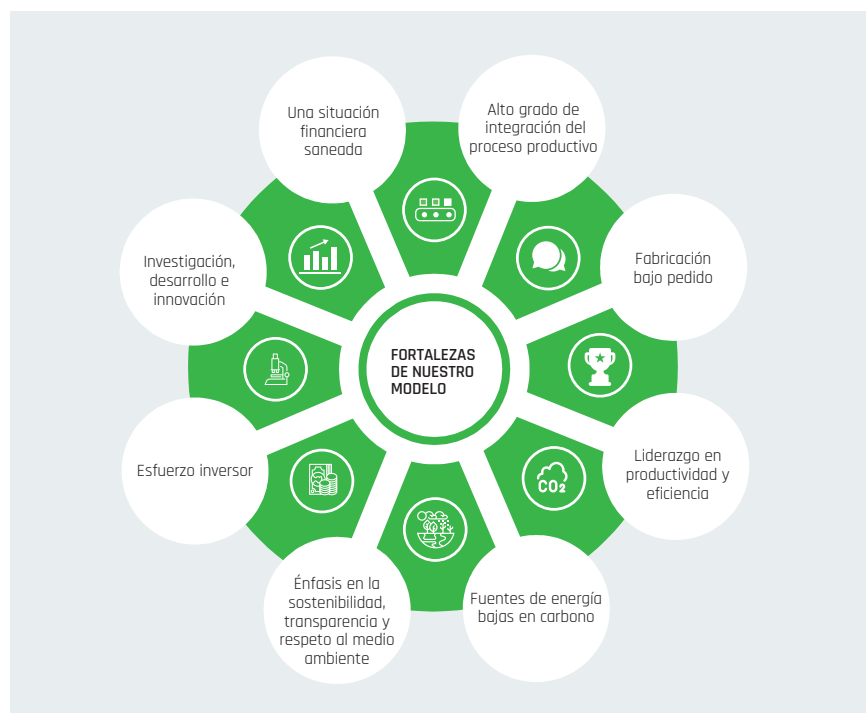 FORTALEZAS
DE NUESTRO
MODELO
Alto grado de
integración del
proceso productivo
Fabricación
bajo pedido
Liderazgo en
productividad y
eficiencia
CO2
Fuentes de energía
bajas en carbono
Énfasis en la
sostenibilidad,
transparencia y
respeto al medio
ambiente
Esfuerzo inversor
Investigación,
desarrollo e
innovación
Una situación
financiera
saneada